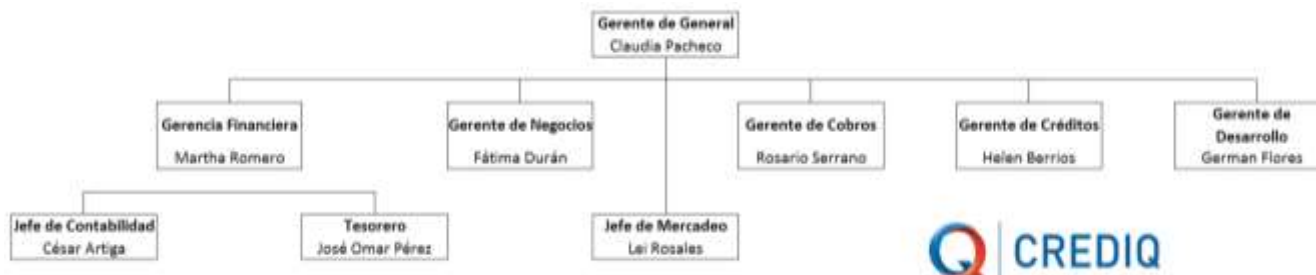 Gerente de General
Claudia Pacheco
Gerencia Financiera
Martha Romero
Gerente de Negocios
Fátima Durán
Gerente de Cobros
Rosario Serrano
Gerente de Créditos
Helen Berrios
Gerente de
Desarrollo
German Flores
Jefe de Contabilidad
César Artiga
Tesorero
José Omar Pérez
Jefe de Mercadeo
Lei Rosales
CREDIQ